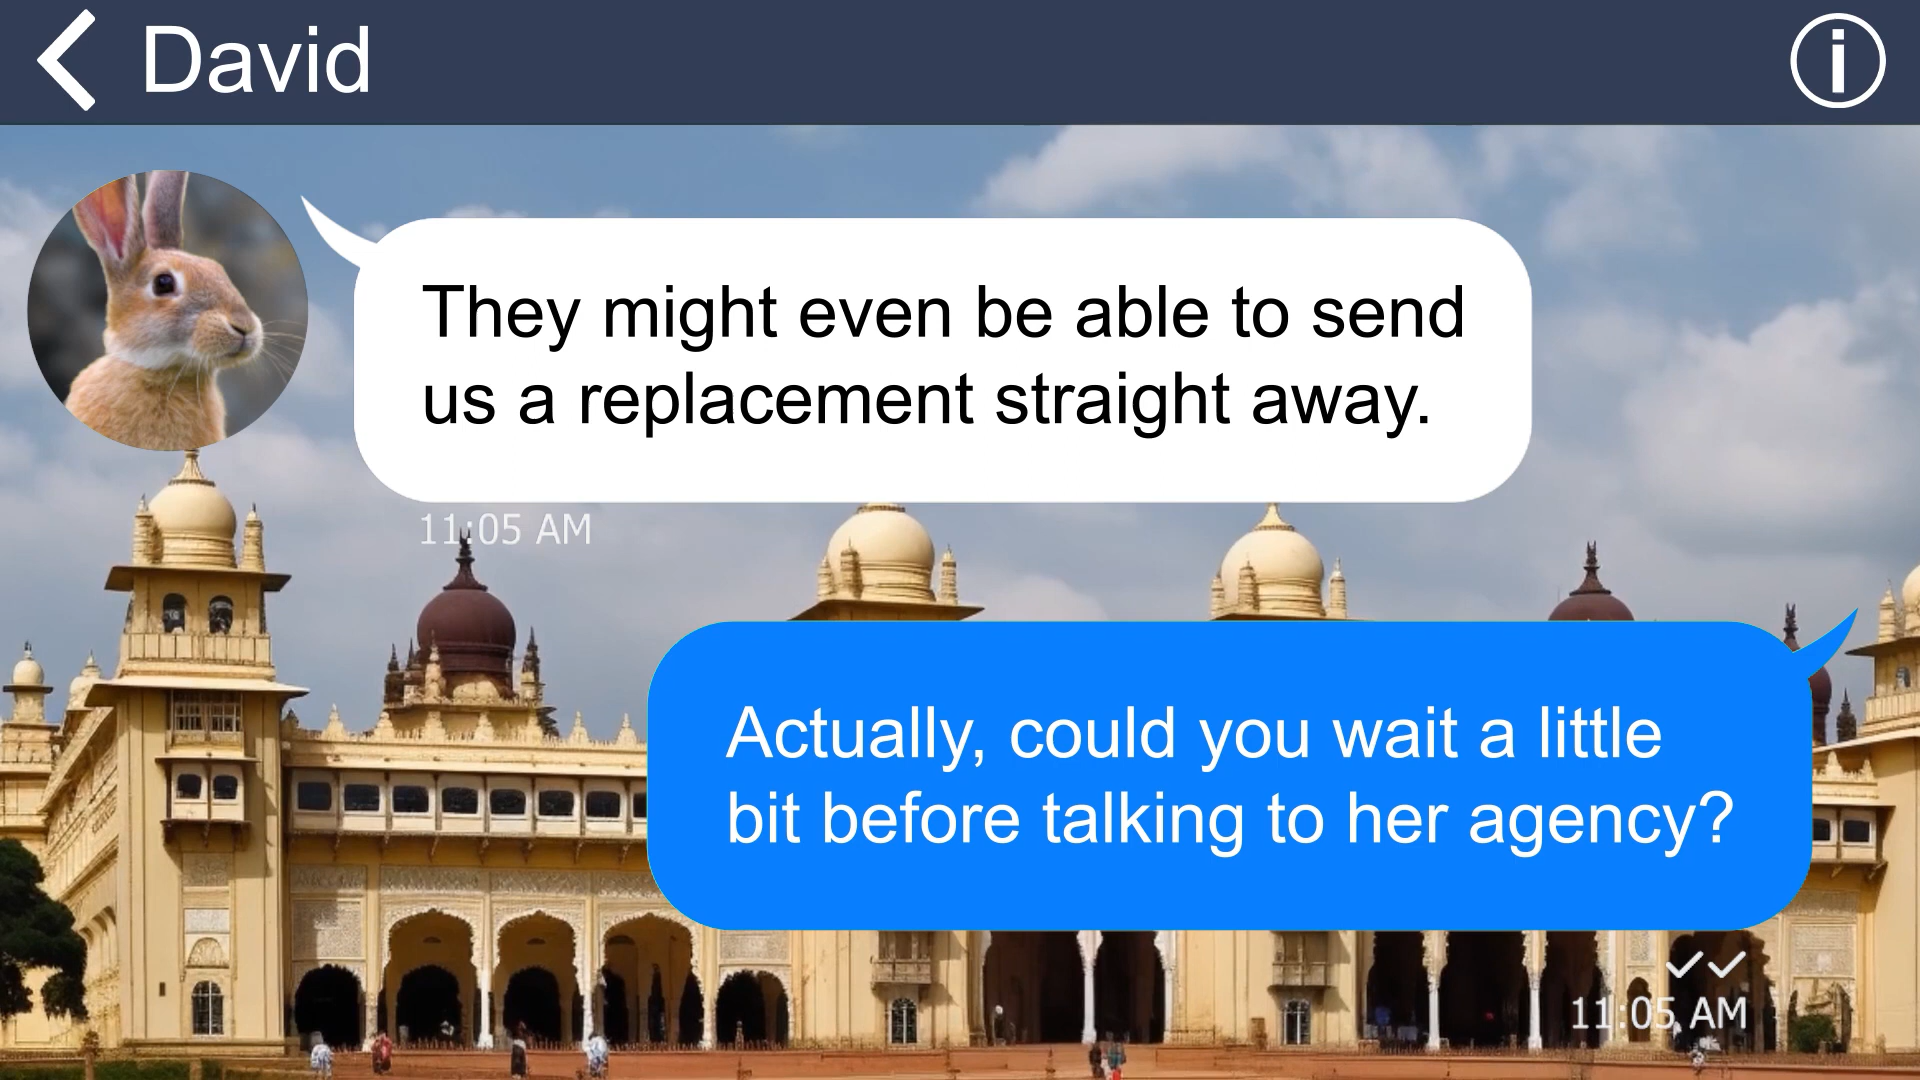 David
They might even be able to send
us a replacement straight away.
11:05 AM
Actually, could you wait a little
bit before talking to her agency?
11:05 AM